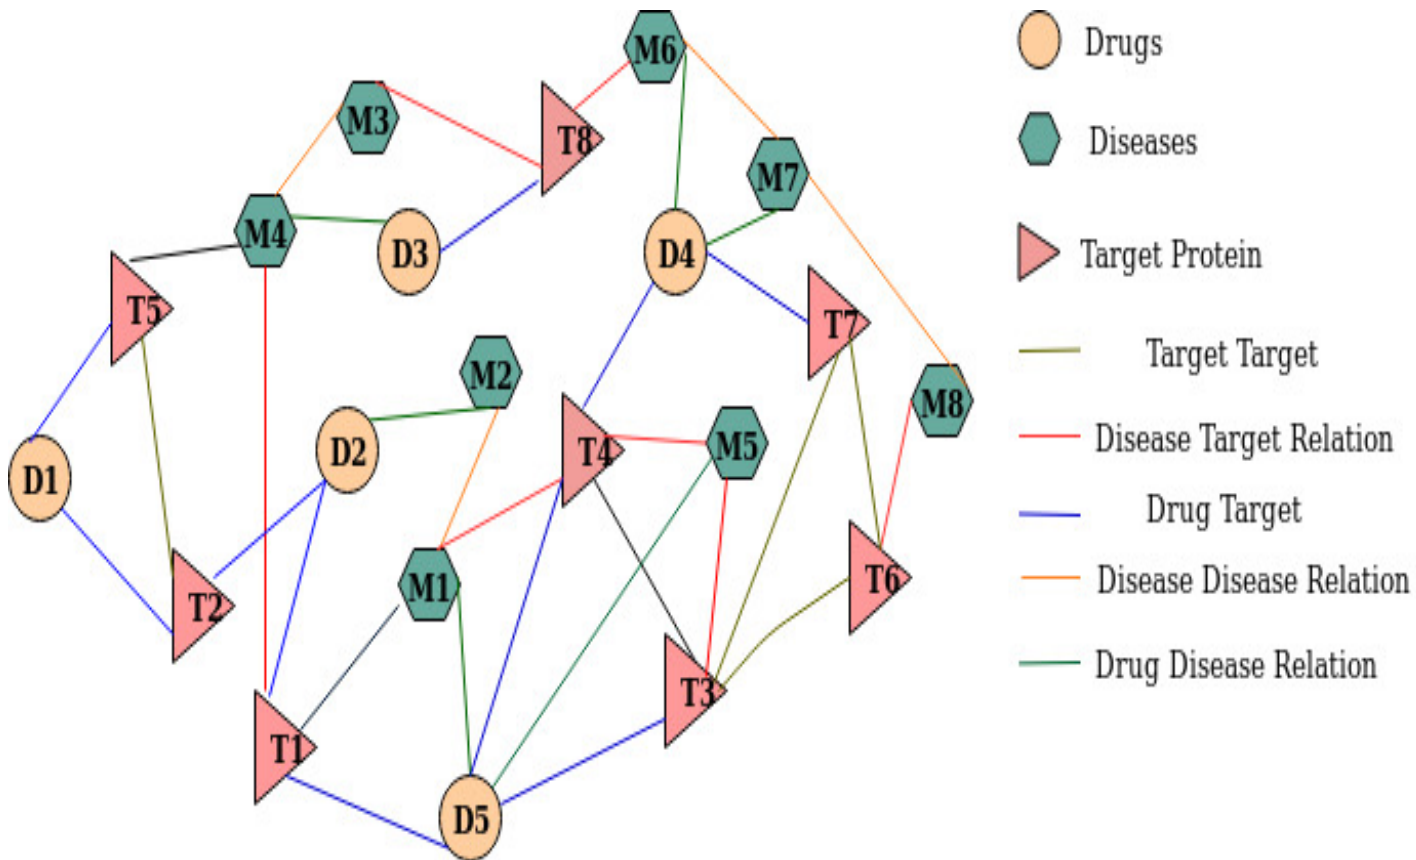 M6
Drugs
M3
T8
Diseases
M7
M4
D3
D4
Target Protein
T5
T7
Target Target
M2
M8
D2
T4
M5
Disease Target Relation
D1
Drug Target
M1
T6
Disease Disease Relation
T2
Drug Disease Relation
T3
T1
D5